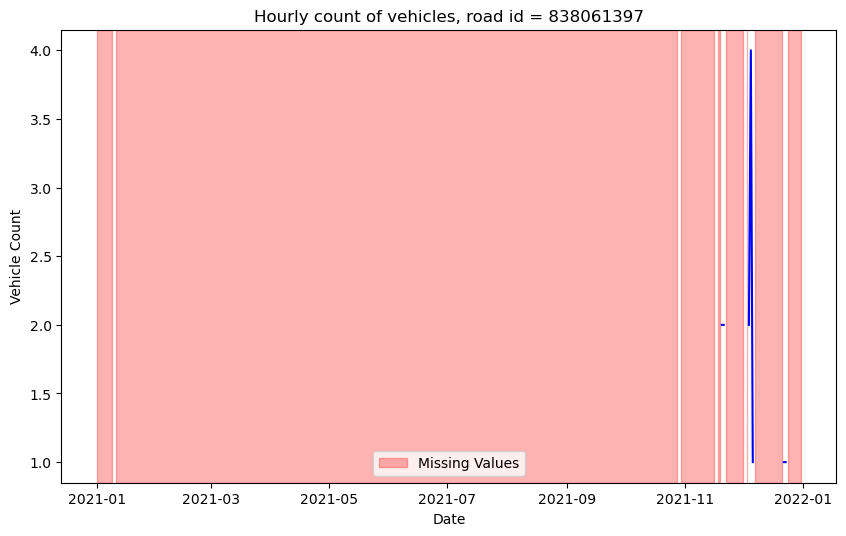 Hourly count of vehicles, road id = 838061397
4.0
3.5
3.0
2.5
2.0
1.5
1.0
Vehicle Count
Missing Values
2021-01 2021-03 2021-05 2021-07 2021-09 2021-11 2022-01
Date